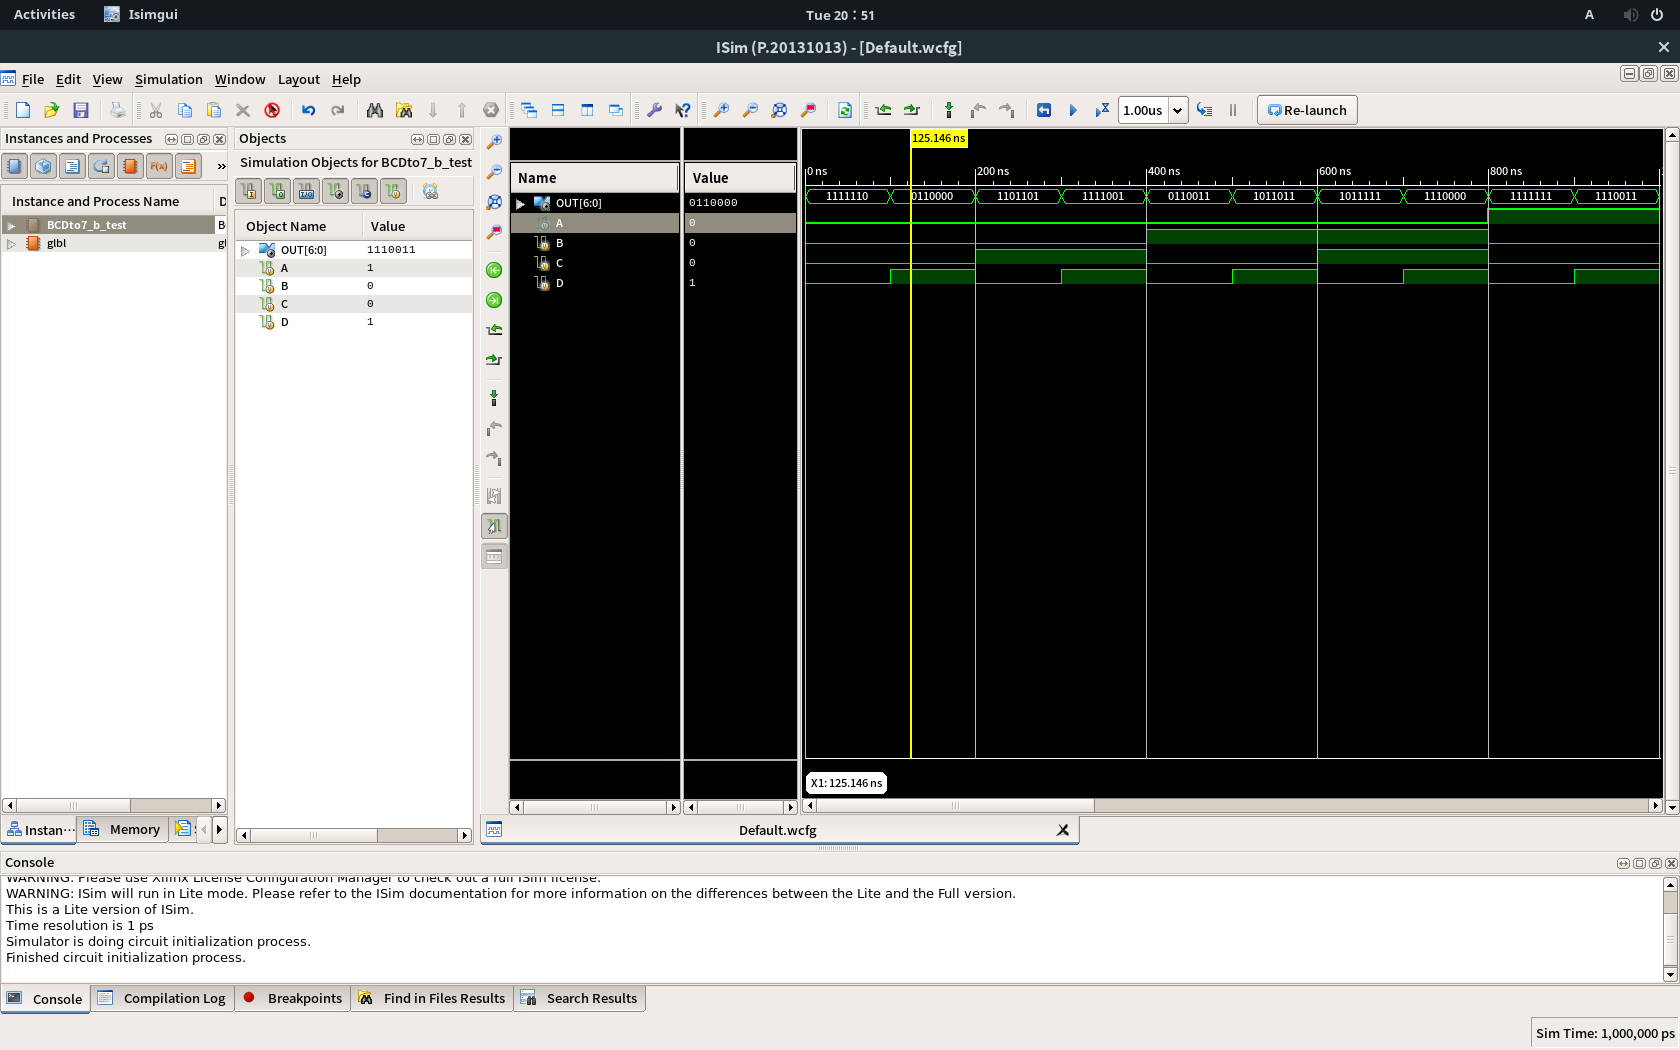 Activities
Isimgui
Tue 20:51
A
ISim (P.20131013) - [Default.wcfg]
File Edit View Simulation Window Layout Help
1.00us
Re-launch
Instances and Processes
Objects
Simulation Objects for BCDto7_b_test
f(x)
»
Instance and Process Name
D
BCDto7_b_test
B
glbl
gl
Object Name
Value
OUT[6:0]
1110011
A
1
B
0
C
0
D
1
Name
Value
OUT[6:0]
0110000
A
0
B
0
C
0
D
1
125.146 ns
0 ns
200 ns
400 ns
600 ns
800 ns
1111110
0110000
1101101
1111001
0110011
1011011
1011111
1110000
1111111
1110011
X1: 125.146 ns
Instan···
Memory
Default.wcfg
Console
WARNING: Please use Xilinx License Configuration Manager to check out a full ISim license.
WARNING: ISim will run in Lite mode. Please refer to the ISim documentation for more information on the differences between the Lite and the Full version.
This is a Lite version of ISim.
Time resolution is 1 ps
Simulator is doing circuit initialization process.
Finished circuit initialization process.
Console
Compilation Log
Breakpoints
Find in Files Results
Search Results
Sim Time: 1,000,000 ps